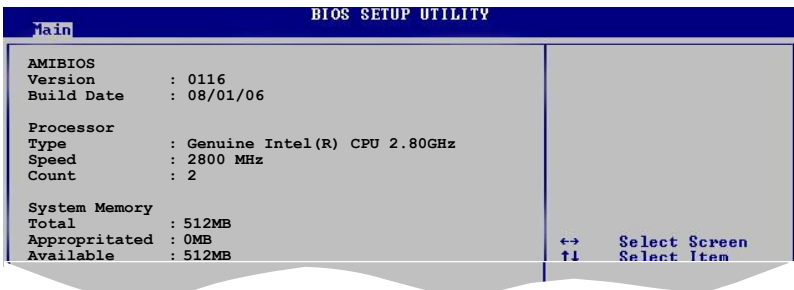 BIOS SETUP UTILITY
Main
AMIBIOS
Version : 0116
Build Date : 08/01/06
Processor
Type : Genuine Intel(R) CPU 2.80GHz
Speed : 2800 MHz
Count : 2
System Memory
Total : 512MB
Appropritated : 0MB
Available : 512MB
←→ Select Screen
↑↓ Select Item